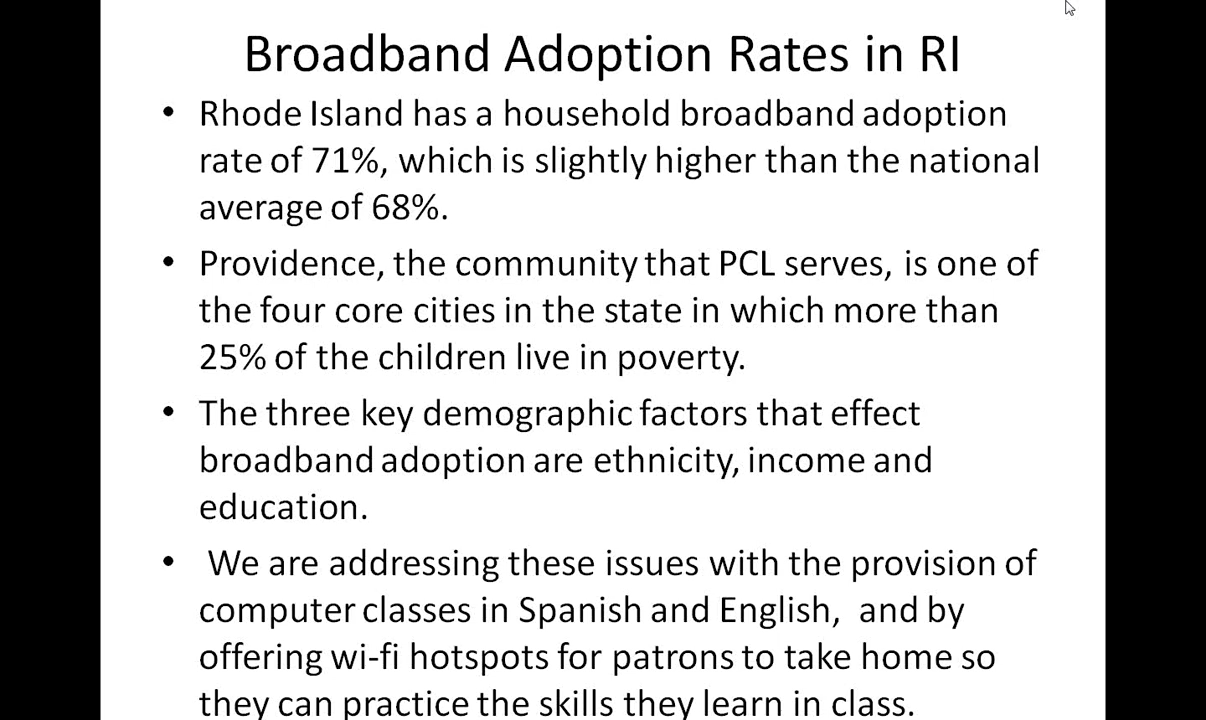 Broadband Adoption Rates in RI
• Rhode Island has a household broadband adoption
rate of 71%, which is slightly higher than the national
average of 68%.
• Providence, the community that PCL serves, is one of
the four core cities in the state in which more than
25% of the children live in poverty.
• The three key demographic factors that effect
broadband adoption are ethnicity, income and
education.
• We are addressing these issues with the provision of
computer classes in Spanish and English,  and by
offering wi-fi hotspots for patrons to take home so
they can practice the skills they learn in class.